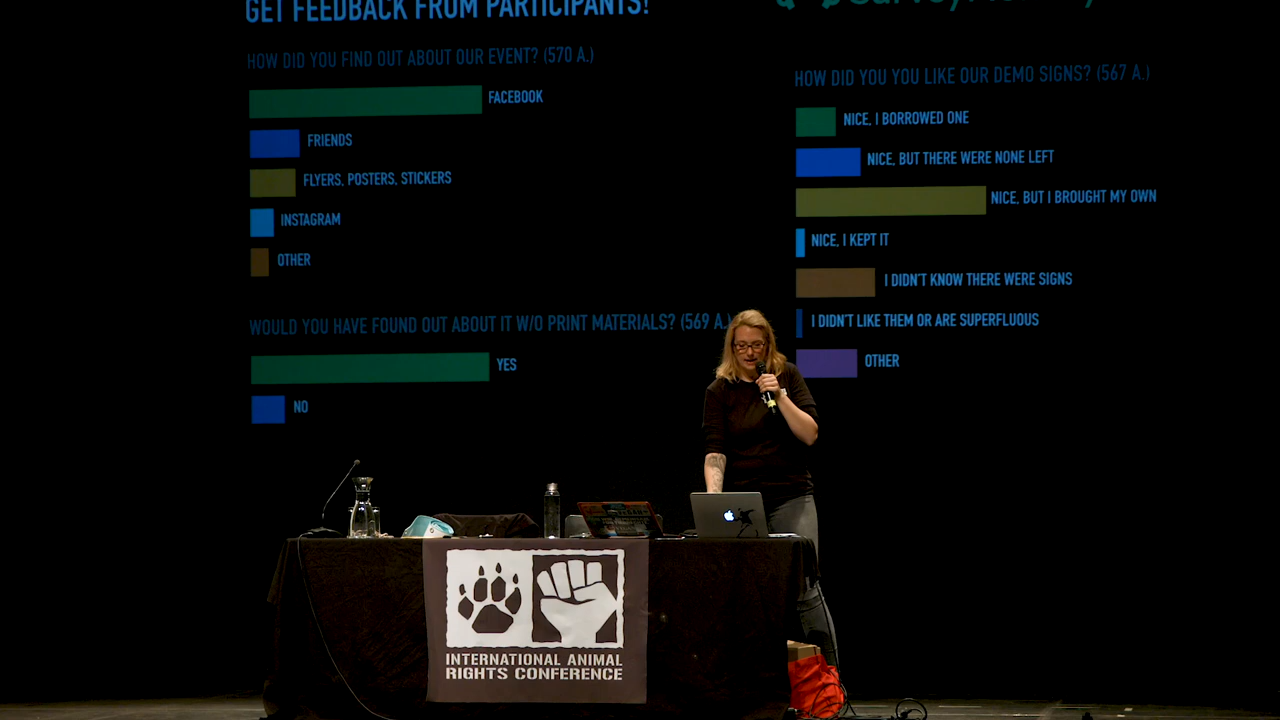 GET FEEDBACK FROM PARTICIPANTS!
HOW DID YOU FIND OUT ABOUT OUR EVENT? (570 A.)
FACEBOOK
FRIENDS
FLYERS, POSTERS, STICKERS
INSTAGRAM
OTHER
WOULD YOU HAVE FOUND OUT ABOUT IT W/O PRINT MATERIALS? (569 A.)
YES
NO
HOW DID YOU YOU LIKE OUR DEMO SIGNS? (567 A.)
NICE, I BORROWED ONE
NICE, BUT THERE WERE NONE LEFT
NICE, BUT I BROUGHT MY OWN
NICE, I KEPT IT
I DIDN'T KNOW THERE WERE SIGNS
I DIDN'T LIKE THEM OR ARE SUPERFLUOUS
OTHER
INTERNATIONAL ANIMAL
RIGHTS CONFERENCE